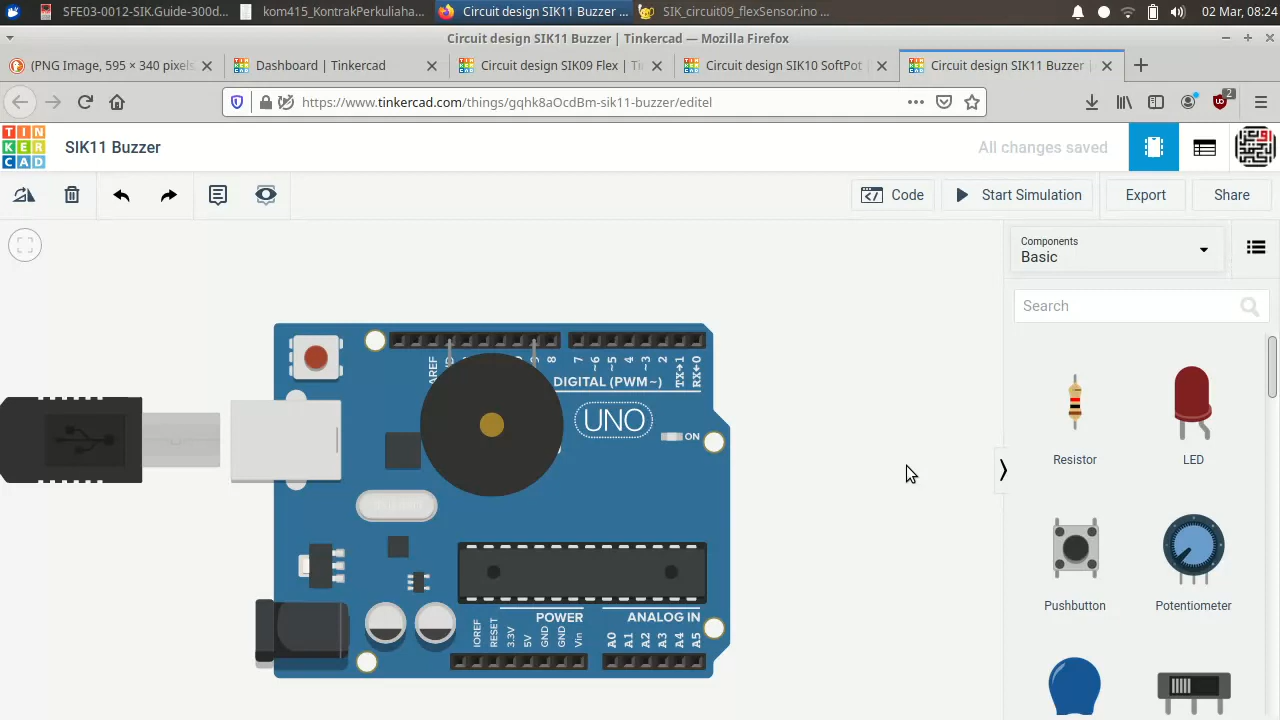 SFE03-0012-SIK.Guide-300d... kom415_KontrakPerkuliaha... Circuit design SIK11 Buzzer ... SIK_circuit09_flexSensor.ino ... 02 Mar, 08:24
Circuit design SIK11 Buzzer | Tinkercad — Mozilla Firefox
(PNG Image, 595 × 340 pixels Dashboard | Tinkercad Circuit design SIK09 Flex | Ti Circuit design SIK10 SoftPot Circuit design SIK11 Buzzer
https://www.tinkercad.com/things/gqhk8aOcdBm-sik11-buzzer/editel 2
TIN
KER
CAD
SIK11 Buzzer All changes saved
Code Start Simulation Export Share
Components
Basic
Search
AREF 8 7 ~6 ~5 4 ~3 2 TX→1 RX←0
DIGITAL (PWM~)
UNO
ON
Resistor LED
Pushbutton Potentiometer
POWER ANALOG IN
IOREF RESET 3.3V 5V GND GND Vin A0 A1 A2 A3 A4 A5